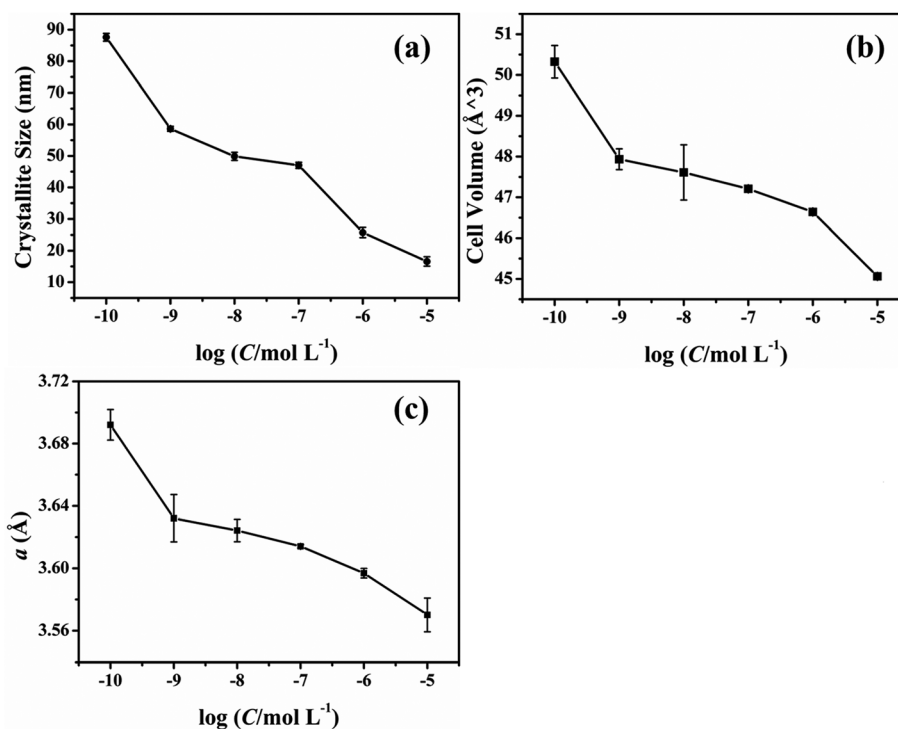 (a)
Crystallite Size (nm)
90
80
70
60
50
40
30
20
10
-10 -9 -8 -7 -6 -5
log (C/mol L⁻¹)
(b)
Cell Volume (Å^3)
51
50
49
48
47
46
45
-10 -9 -8 -7 -6 -5
log (C/mol L⁻¹)
(c)
a (Å)
3.72
3.68
3.64
3.60
3.56
-10 -9 -8 -7 -6 -5
log (C/mol L⁻¹)